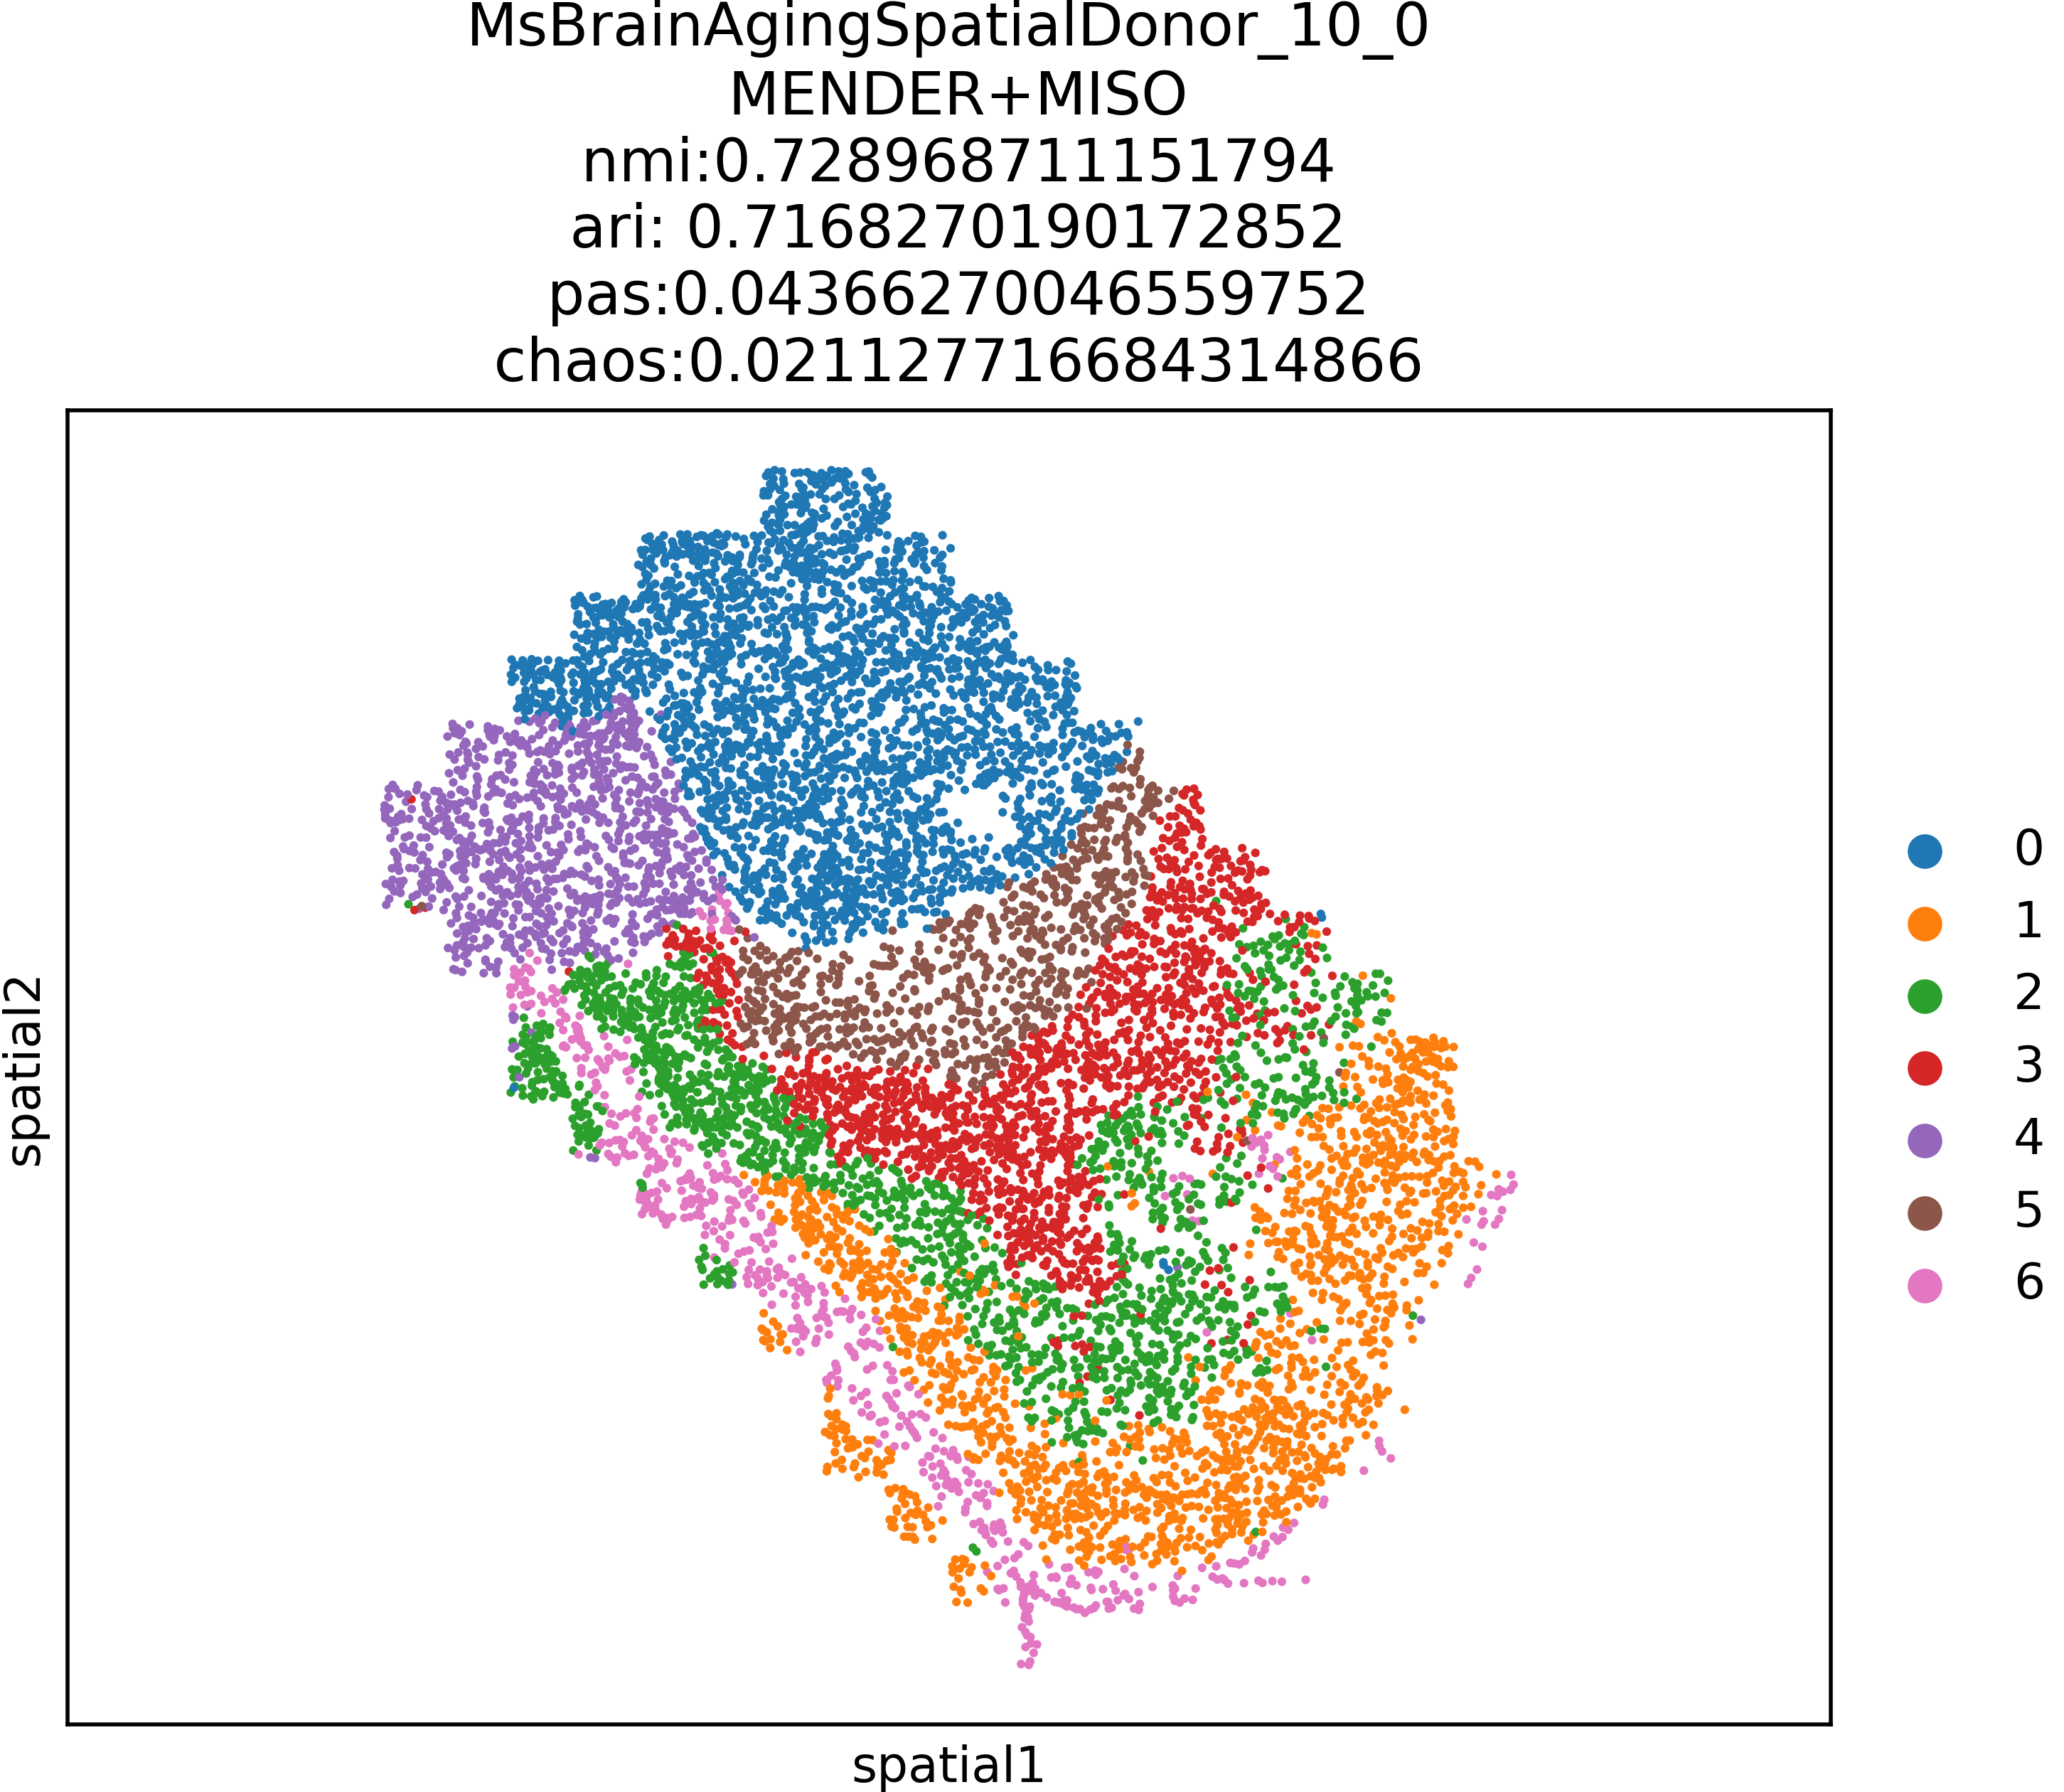 MsBrainAgingSpatialDonor_10_0
MENDER+MISO
nmi:0.728968711151794
ari: 0.7168270190172852
pas:0.04366270046559752
chaos:0.021127716684314866
spatial2
0
1
2
3
4
5
6
spatial1